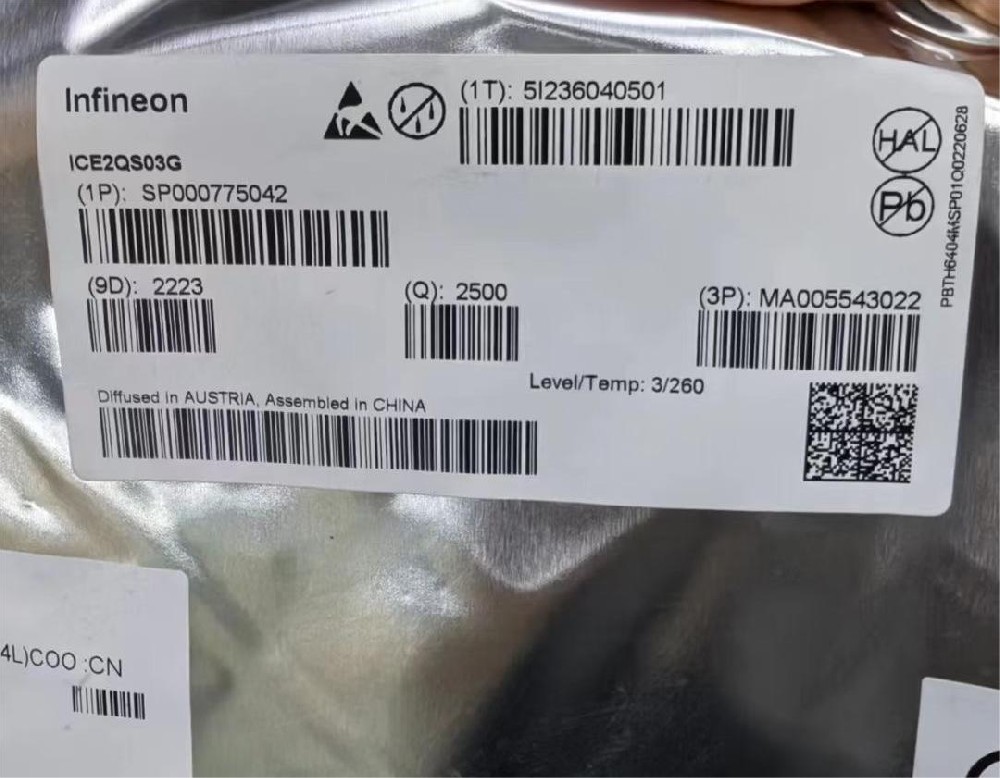 Infineon
(1T): 5I236040501
HAL
ICE2QS03G
(1P): SP000775042
Pb
PBTH6404MSP01O0220628
(9D): 2223
(Q): 2500
(3P): MA005543022
Level/Temp: 3/260
Diffused in AUSTRIA, Assembled in CHINA
4L)COO :CN